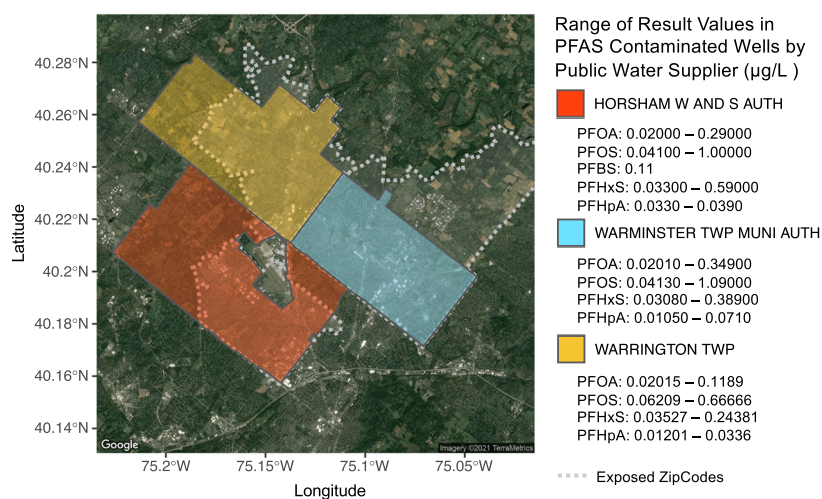 Range of Result Values in
PFAS Contaminated Wells by
Public Water Supplier (µg/L )
HORSHAM W AND S AUTH
PFOA: 0.02000 – 0.29000
PFOS: 0.04100 – 1.00000
PFBS: 0.11
PFHxS: 0.03300 – 0.59000
PFHpA: 0.0330 – 0.0390
WARMINSTER TWP MUNI AUTH
PFOA: 0.02010 – 0.34900
PFOS: 0.04130 – 1.09000
PFHxS: 0.03080 – 0.38900
PFHpA: 0.01050 – 0.0710
WARRINGTON TWP
PFOA: 0.02015 – 0.1189
PFOS: 0.06209 – 0.66666
PFHxS: 0.03527 – 0.24381
PFHpA: 0.01201 – 0.0336
Exposed ZipCodes
Latitude
40.28°N
40.26°N
40.24°N
40.22°N
40.2°N
40.18°N
40.16°N
40.14°N
Google
Imagery ©2021 TerraMetrics
75.2°W 75.15°W 75.1°W 75.05°W
Longitude